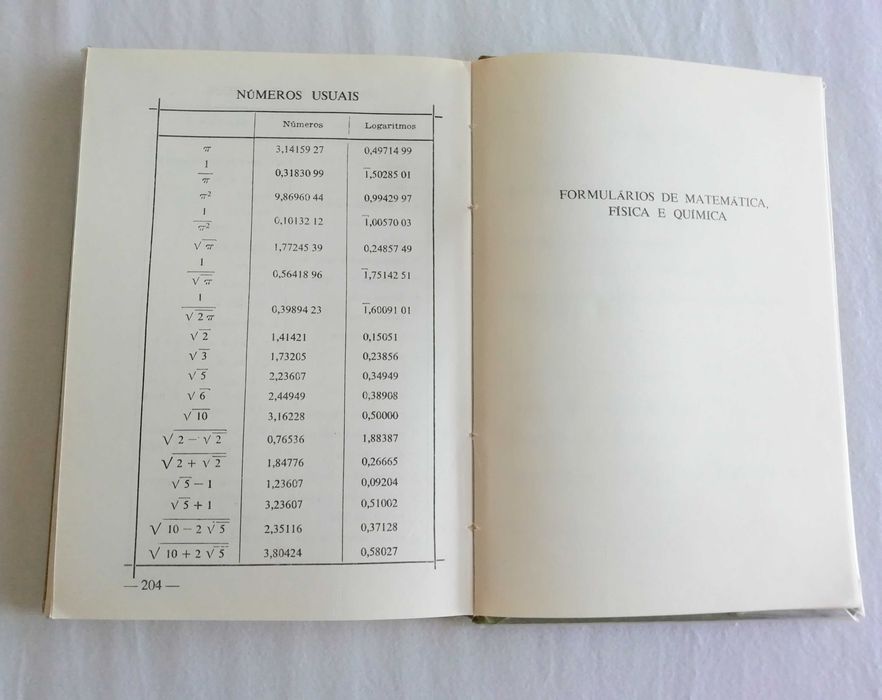 NÚMEROS USUAIS
Números Logaritmos
π 3,14159 27 0,49714 99
1/π 0,31830 99 1̅,50285 01
π² 9,86960 44 0,99429 97
1/π² 0,10132 12 1̅,00570 03
√π 1,77245 39 0,24857 49
1/√π 0,56418 96 1̅,75142 51
1/√2π 0,39894 23 1̅,60091 01
√2 1,41421 0,15051
√3 1,73205 0,23856
√5 2,23607 0,34949
√6 2,44949 0,38908
√10 3,16228 0,50000
√(2 − √2) 0,76536 1,88387
√(2 + √2) 1,84776 0,26665
√5 − 1 1,23607 0,09204
√5 + 1 3,23607 0,51002
√(10 − 2 √5) 2,35116 0,37128
√(10 + 2 √5) 3,80424 0,58027
— 204 —
FORMULÁRIOS DE MATEMÁTICA,
FÍSICA E QUÍMICA